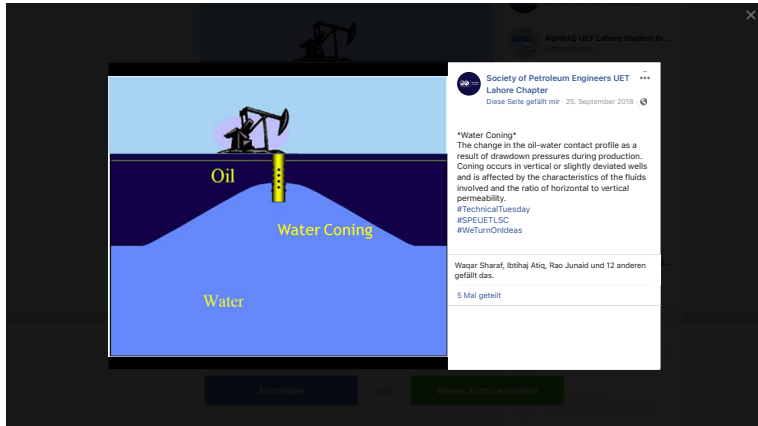 ASHRAE UET Lahore Student Br...
Oil
Water Coning
Water
Society of Petroleum Engineers UET
Lahore Chapter
Diese Seite gefällt mir · 25. September 2018 ·
*Water Coning*
The change in the oil-water contact profile as a
result of drawdown pressures during production.
Coning occurs in vertical or slightly deviated wells
and is affected by the characteristics of the fluids
involved and the ratio of horizontal to vertical
permeability.
#TechnicalTuesday
#SPEUETLSC
#WeTurnOnIdeas
Waqar Sharaf, Ibtihaj Atiq, Rao Junaid und 12 anderen
gefällt das.
5 Mal geteilt
Anmelden
oder
Neues Konto erstellen